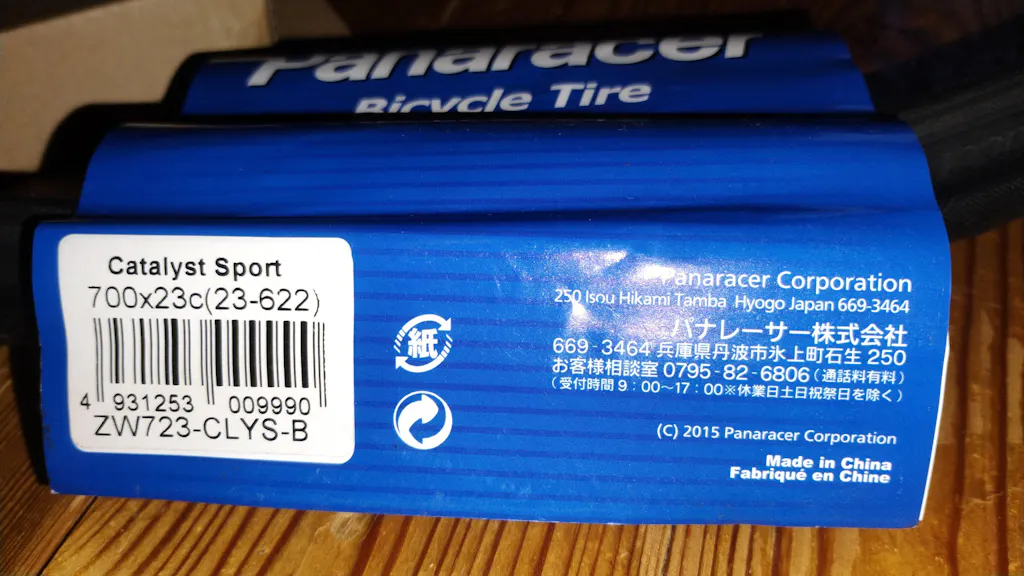 Panaracer
Bicycle Tire
Catalyst Sport
700x23c(23-622)
4 931253 009990
ZW723-CLYS-B
紙
Panaracer Corporation
250 Isou Hikami Tamba Hyogo Japan 669-3464
パナレーサー株式会社
669-3464 兵庫県丹波市氷上町石生 250
お客様相談室 0795-82-6806(通話料有料)
(受付時間 9:00~17:00※休業日土日祝祭日を除く)
(C) 2015 Panaracer Corporation
Made in China
Fabriqué en Chine